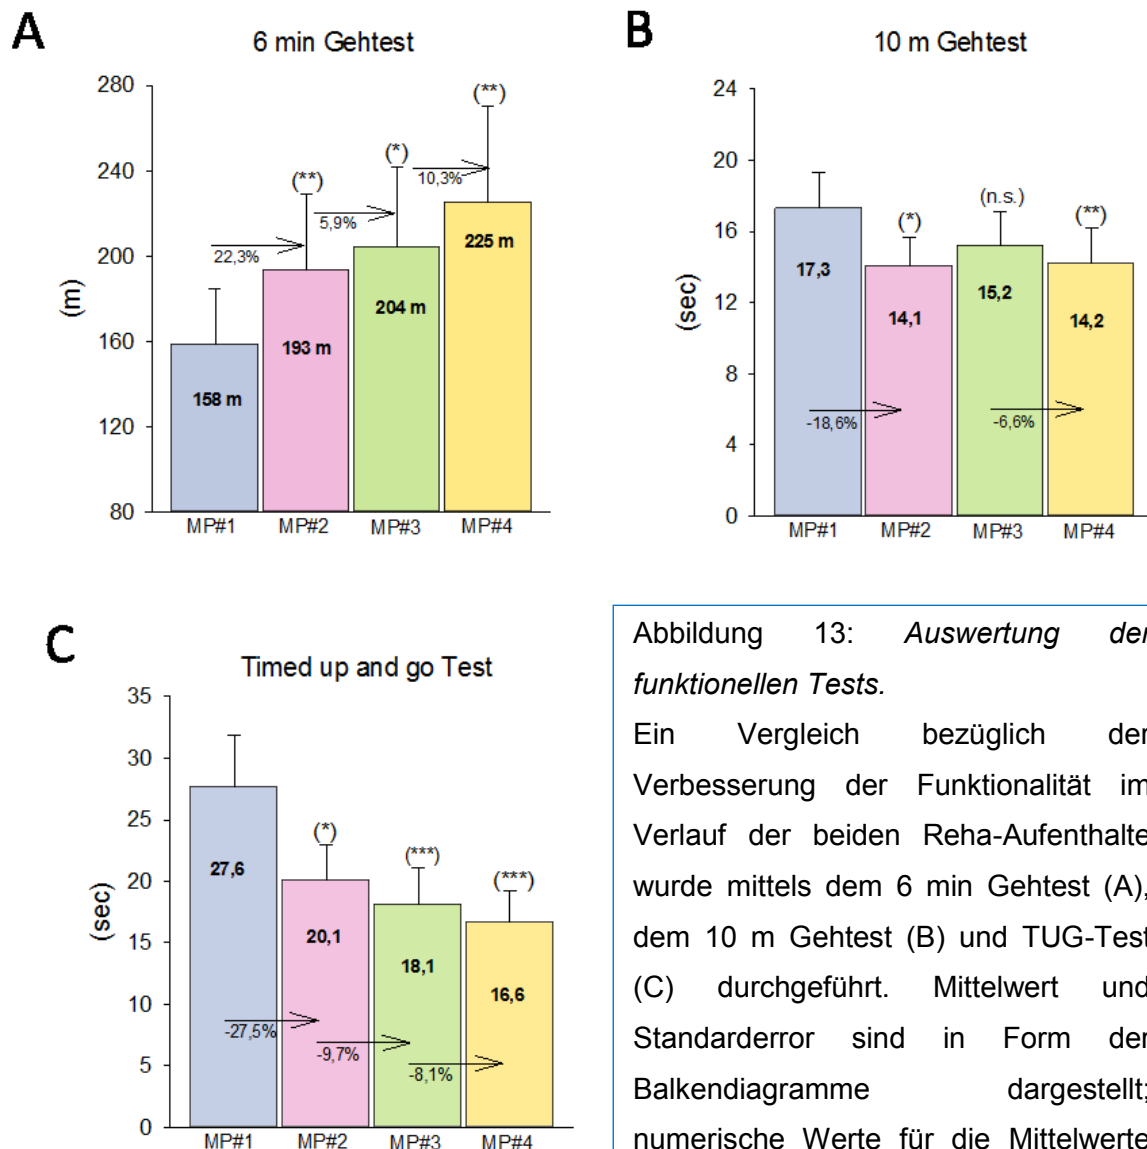 A
6 min Gehtest
(m)
280
240
200
160
120
80
(**)
(*)
(**)
22,3%
5,9%
10,3%
158 m
193 m
204 m
225 m
MP#1 MP#2 MP#3 MP#4
B
10 m Gehtest
(sec)
24
20
16
12
8
4
0
(*)
(n.s.)
(**)
17,3
14,1
15,2
14,2
-18,6%
-6,6%
MP#1 MP#2 MP#3 MP#4
C
Timed up and go Test
(sec)
35
30
25
20
15
10
5
0
(*)
(***)
(***)
27,6
20,1
18,1
16,6
-27,5%
-9,7%
-8,1%
MP#1 MP#2 MP#3 MP#4
Abbildung 13: Auswertung der
funktionellen Tests.
Ein Vergleich bezüglich der
Verbesserung der Funktionalität im
Verlauf der beiden Reha-Aufenthalte
wurde mittels dem 6 min Gehtest (A),
dem 10 m Gehtest (B) und TUG-Test
(C) durchgeführt. Mittelwert und
Standarderror sind in Form der
Balkendiagramme dargestellt;
numerische Werte für die Mittelwerte